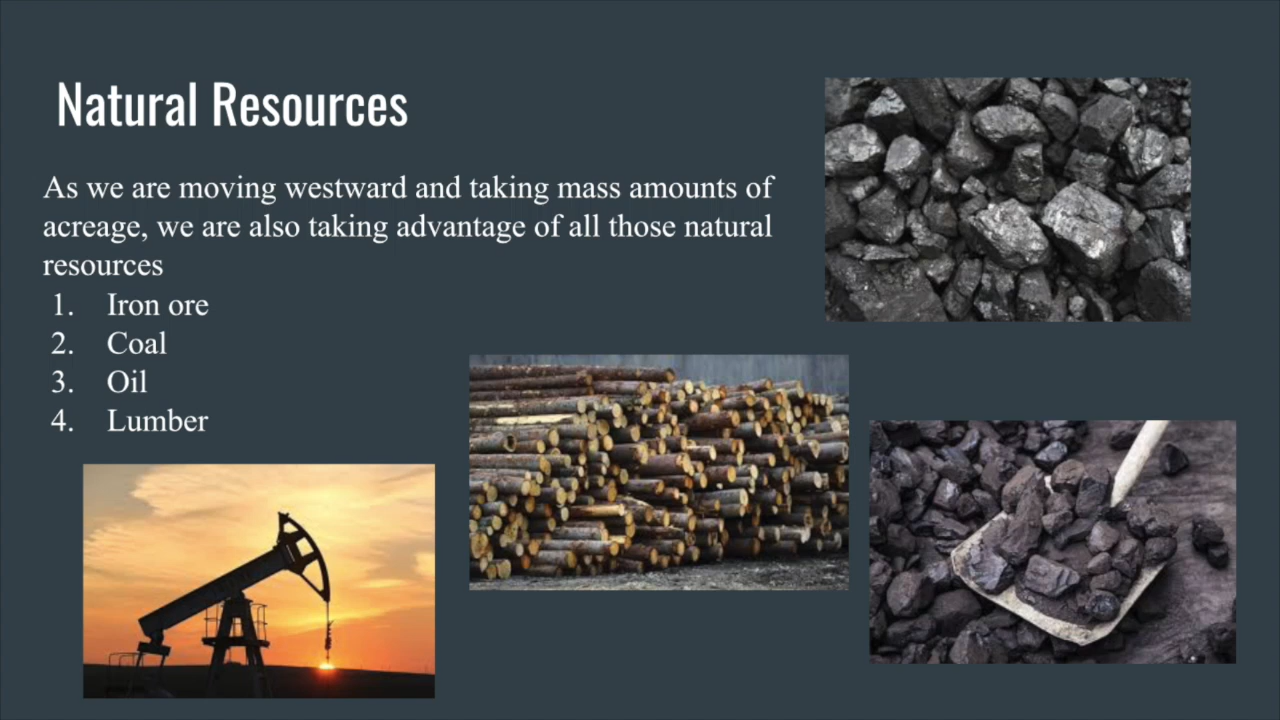 Natural Resources
As we are moving westward and taking mass amounts of
acreage, we are also taking advantage of all those natural
resources
1. Iron ore
2. Coal
3. Oil
4. Lumber